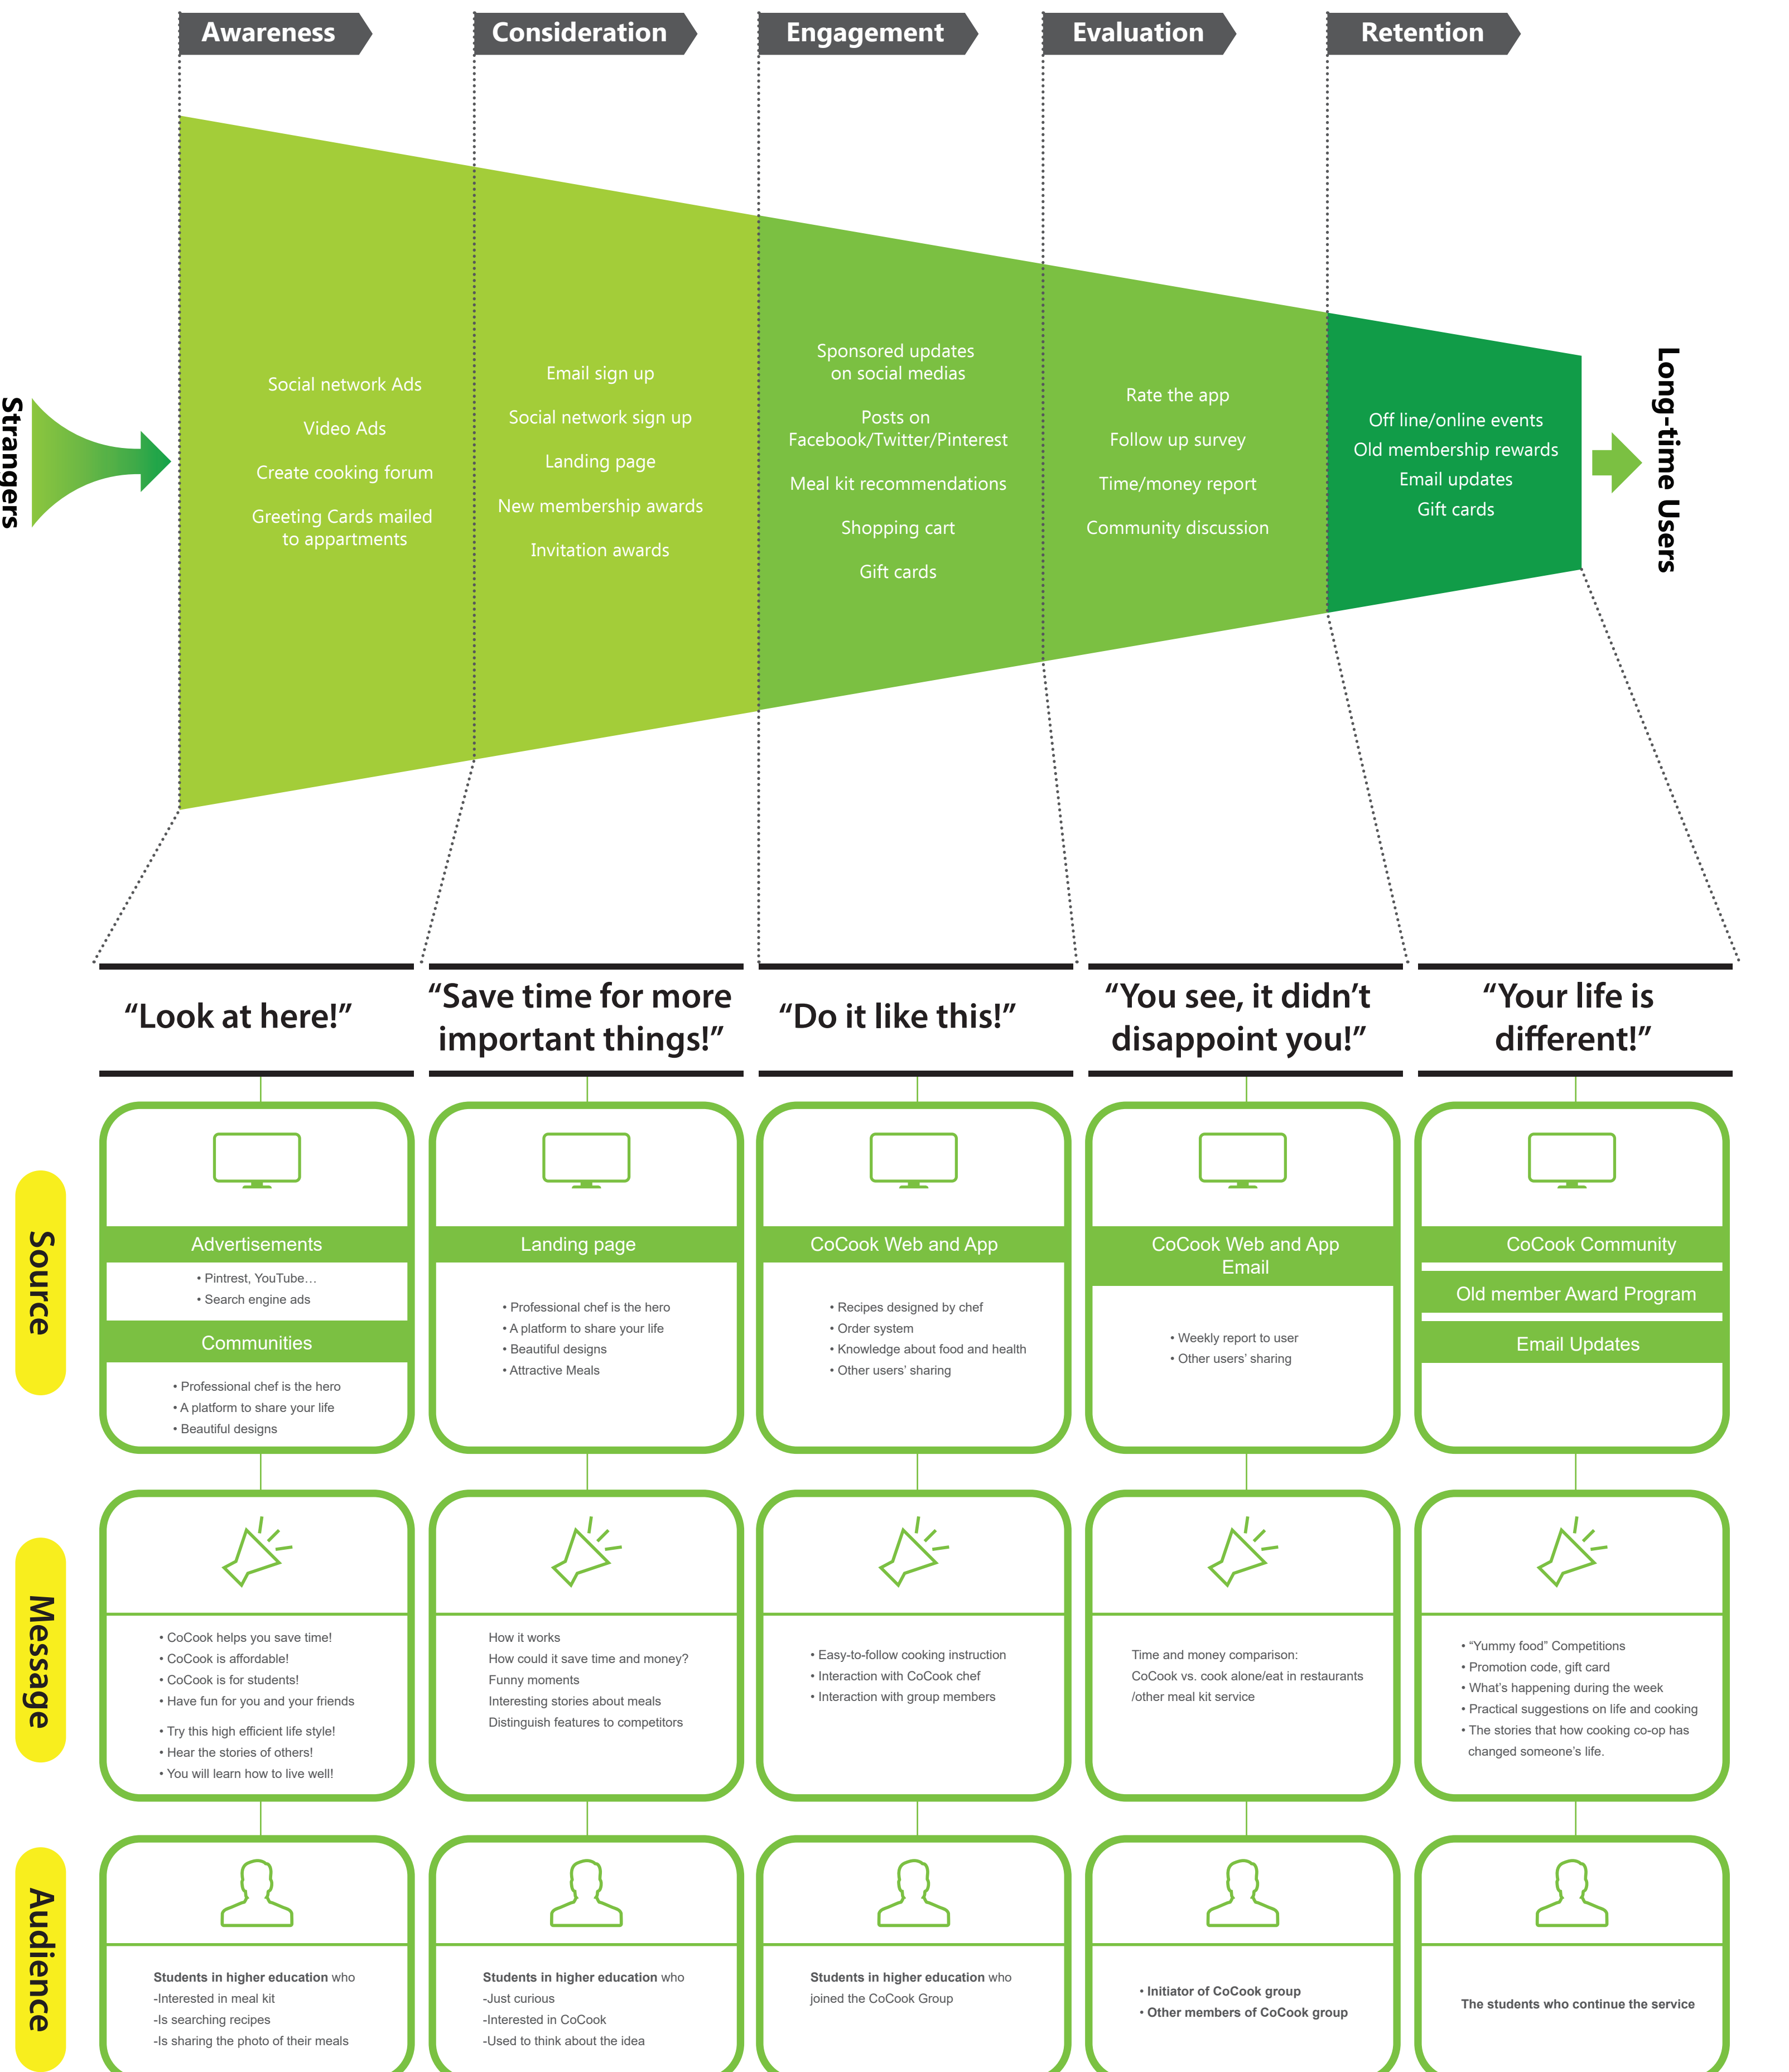 Awareness
Consideration
Engagement
Evaluation
Retention
Strangers
Social network Ads
Video Ads
Create cooking forum
Greeting Cards mailed
to appartments
Email sign up
Social network sign up
Landing page
New membership awards
Invitation awards
Sponsored updates
on social medias
Posts on
Facebook/Twitter/Pinterest
Meal kit recommendations
Shopping cart
Gift cards
Rate the app
Follow up survey
Time/money report
Community discussion
Off line/online events
Old membership rewards
Email updates
Gift cards
Long-time Users
“Look at here!”
“Save time for more
important things!”
“Do it like this!”
“You see, it didn’t
disappoint you!”
“Your life is
different!”
Source
Advertisements
• Pintrest, YouTube…
• Search engine ads
Communities
• Professional chef is the hero
• A platform to share your life
• Beautiful designs
Landing page
• Professional chef is the hero
• A platform to share your life
• Beautiful designs
• Attractive Meals
CoCook Web and App
• Recipes designed by chef
• Order system
• Knowledge about food and health
• Other users’ sharing
CoCook Web and App
Email
• Weekly report to user
• Other users’ sharing
CoCook Community
Old member Award Program
Email Updates
Message
• CoCook helps you save time!
• CoCook is affordable!
• CoCook is for students!
• Have fun for you and your friends
• Try this high efficient life style!
• Hear the stories of others!
• You will learn how to live well!
How it works
How could it save time and money?
Funny moments
Interesting stories about meals
Distinguish features to competitors
• Easy-to-follow cooking instruction
• Interaction with CoCook chef
• Interaction with group members
Time and money comparison:
CoCook vs. cook alone/eat in restaurants
/other meal kit service
• “Yummy food” Competitions
• Promotion code, gift card
• What’s happening during the week
• Practical suggestions on life and cooking
• The stories that how cooking co-op has
changed someone’s life.
Audience
Students in higher education who
-Interested in meal kit
-Is searching recipes
-Is sharing the photo of their meals
Students in higher education who
-Just curious
-Interested in CoCook
-Used to think about the idea
Students in higher education who
joined the CoCook Group
• Initiator of CoCook group
• Other members of CoCook group
The students who continue the service